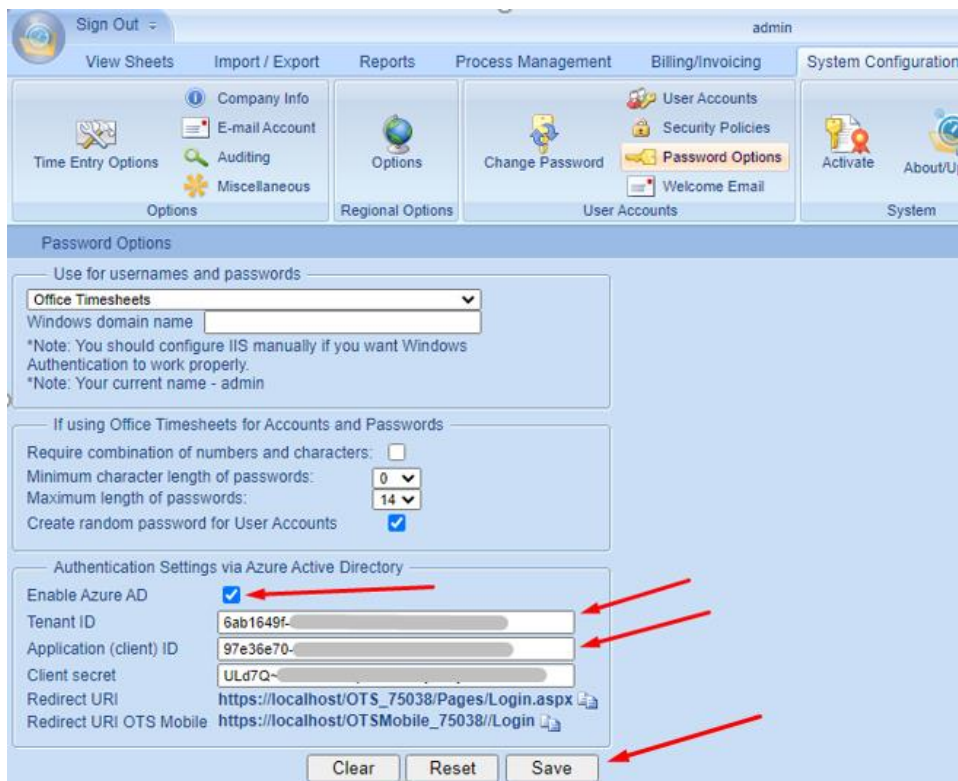 Sign Out
admin
View Sheets Import / Export Reports Process Management Billing/Invoicing System Configuration
Company Info
E-mail Account
Auditing
Miscellaneous
Time Entry Options
Options
Options
Regional Options
Change Password
User Accounts
Security Policies
Password Options
Welcome Email
User Accounts
Activate
About/Up
System
Password Options
Use for usernames and passwords
Office Timesheets
Windows domain name
*Note: You should configure IIS manually if you want Windows
Authentication to work properly.
*Note: Your current name - admin
If using Office Timesheets for Accounts and Passwords
Require combination of numbers and characters:
Minimum character length of passwords: 0
Maximum length of passwords: 14
Create random password for User Accounts
Authentication Settings via Azure Active Directory
Enable Azure AD
Tenant ID 6ab1649f-
Application (client) ID 97e36e70-
Client secret ULd7Q~
Redirect URI https://localhost/OTS_75038/Pages/Login.aspx
Redirect URI OTS Mobile https://localhost/OTSMobile_75038//Login
Clear Reset Save